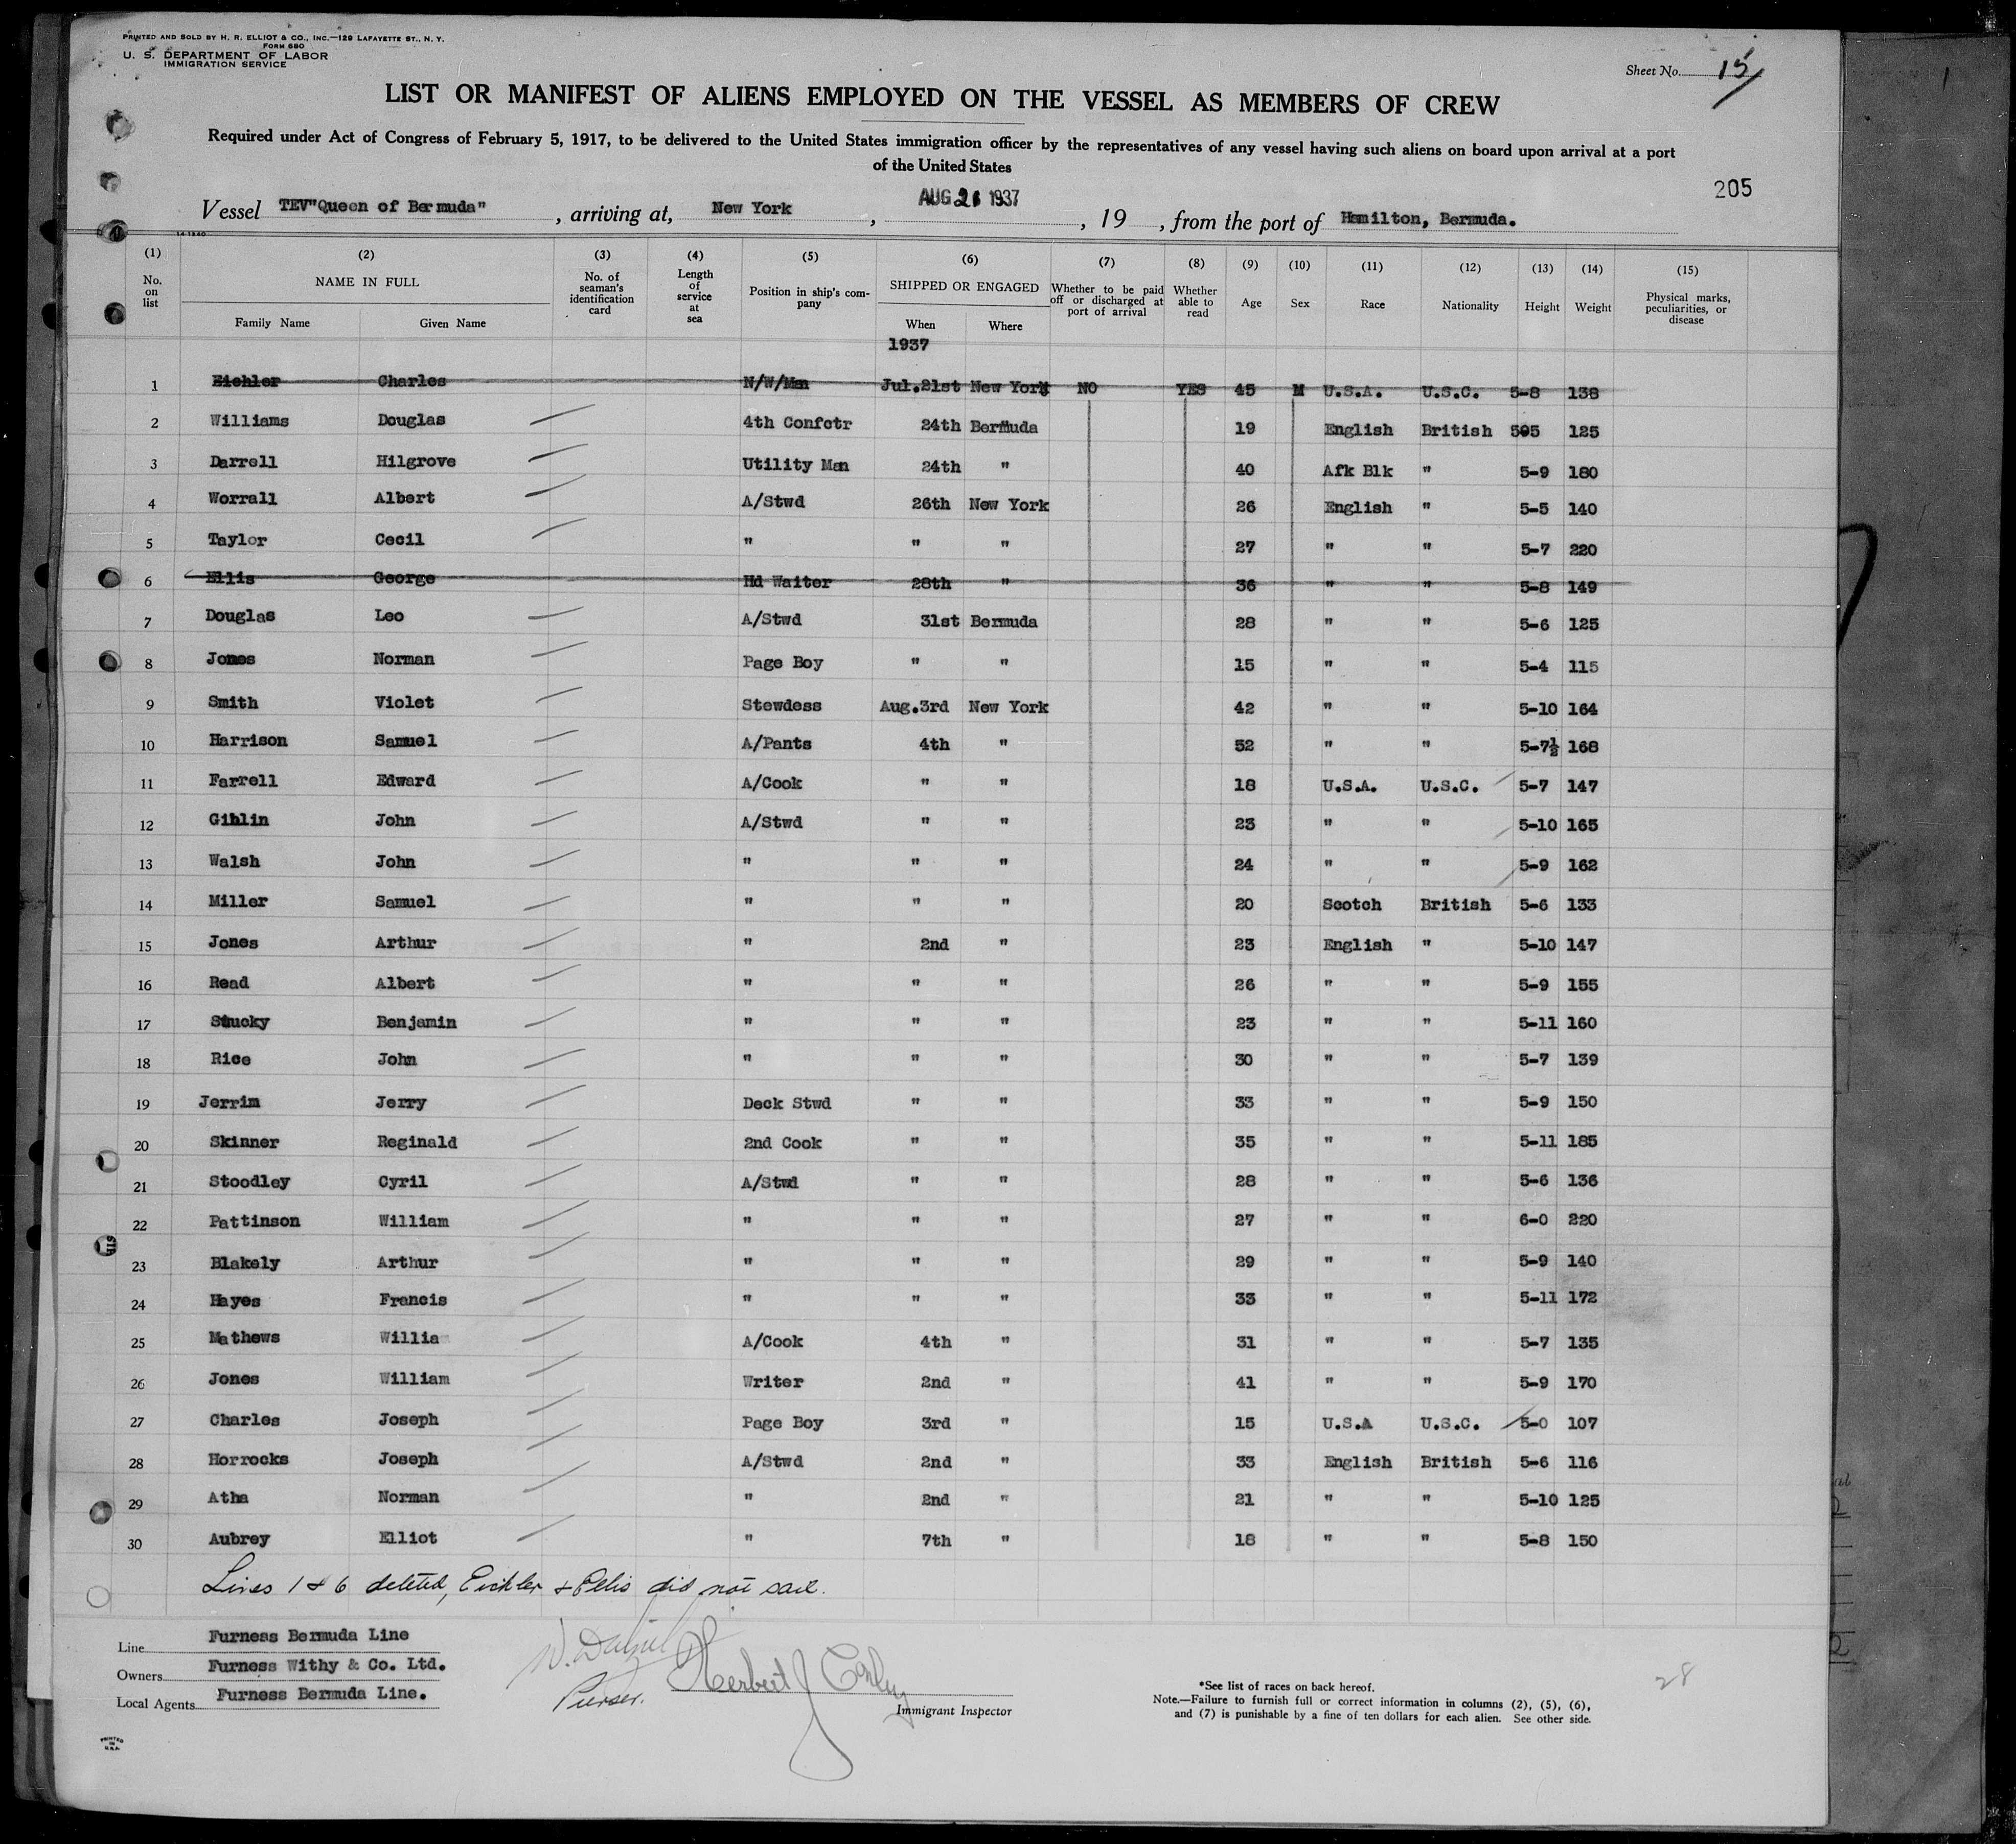 PRINTED AND SOLD BY H. R. ELLIOT & CO., INC.—129 LAFAYETTE ST., N. Y.
FORM 680
U. S. DEPARTMENT OF LABOR
IMMIGRATION SERVICE
Sheet No. 15
LIST OR MANIFEST OF ALIENS EMPLOYED ON THE VESSEL AS MEMBERS OF CREW
Required under Act of Congress of February 5, 1917, to be delivered to the United States immigration officer by the representatives of any vessel having such aliens on board upon arrival at a port
of the United States
205
Vessel TEV"Queen of Bermuda" , arriving at, New York , AUG 26 1937 , 19 , from the port of Hamilton, Bermuda.
(1) (2) (3) (4) (5) (6) (7) (8) (9) (10) (11) (12) (13) (14) (15)
No. on list NAME IN FULL Family Name Given Name No. of seaman's identification card Length of service at sea Position in ship's company SHIPPED OR ENGAGED When Where Whether to be paid off or discharged at port of arrival Whether able to read Age Sex Race Nationality Height Weight Physical marks, peculiarities, or disease
1937
1 Eichler Charles N/W/Man Jul.21st New York NO YES 45 M U.S.A. U.S.C. 5-8 138
2 Williams Douglas 4th Confctr 24th Bermuda 19 English British 505 125
3 Darrell Hilgrove Utility Man 24th " 40 Afk Blk " 5-9 180
4 Worrall Albert A/Stwd 26th New York 26 English " 5-5 140
5 Taylor Cecil " " " 27 " " 5-7 220
6 Ellis George Hd Waiter 28th " 36 " " 5-8 149
7 Douglas Leo A/Stwd 31st Bermuda 28 " " 5-6 125
8 Jones Norman Page Boy " " 15 " " 5-4 115
9 Smith Violet Stewdess Aug.3rd New York 42 " " 5-10 164
10 Harrison Samuel A/Pants 4th " 52 " " 5-7½ 168
11 Farrell Edward A/Cook " " 18 U.S.A. U.S.C. 5-7 147
12 Giblin John A/Stwd " " 23 " " 5-10 165
13 Walsh John " " " 24 " " 5-9 162
14 Miller Samuel " " " 20 Scotch British 5-6 133
15 Jones Arthur " 2nd " 23 English " 5-10 147
16 Read Albert " " " 26 " " 5-9 155
17 Stucky Benjamin " " " 23 " " 5-11 160
18 Rice John " " " 30 " " 5-7 139
19 Jerrim Jerry Deck Stwd " " 33 " " 5-9 150
20 Skinner Reginald 2nd Cook " " 35 " " 5-11 185
21 Stoodley Cyril A/Stwd " " 28 " " 5-6 136
22 Pattinson William " " " 27 " " 6-0 220
23 Blakely Arthur " " " 29 " " 5-9 140
24 Hayes Francis " " " 33 " " 5-11 172
25 Mathews Willia A/Cook 4th " 31 " " 5-7 135
26 Jones William Writer 2nd " 41 " " 5-9 170
27 Charles Joseph Page Boy 3rd " 15 U.S.A U.S.C. 5-0 107
28 Horrocks Joseph A/Stwd 2nd " 33 English British 5-6 116
29 Atha Norman " 2nd " 21 " " 5-10 125
30 Aubrey Elliot " 7th " 18 " " 5-8 150
Lines 1 & 6 deleted, Eichler & Ellis did not sail.
Line Furness Bermuda Line
Owners Furness Withy & Co. Ltd.
Local Agents Furness Bermuda Line.
Purser.
Herbert J
Immigrant Inspector
*See list of races on back hereof.
Note.—Failure to furnish full or correct information in columns (2), (5), (6),
and (7) is punishable by a fine of ten dollars for each alien. See other side.
28
PRINTED IN U.S.A.